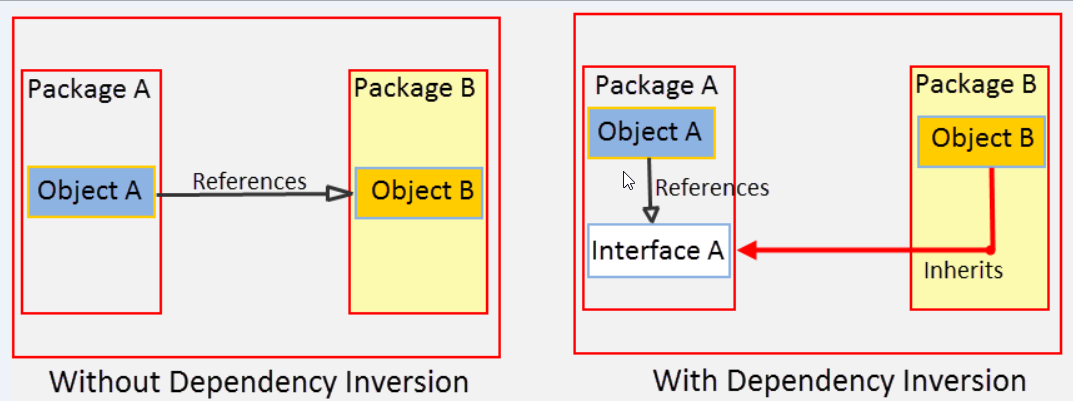 Package A
Package B
Object A
References
Object B
Without Dependency Inversion
Package A
Package B
Object A
Object B
References
Interface A
Inherits
With Dependency Inversion